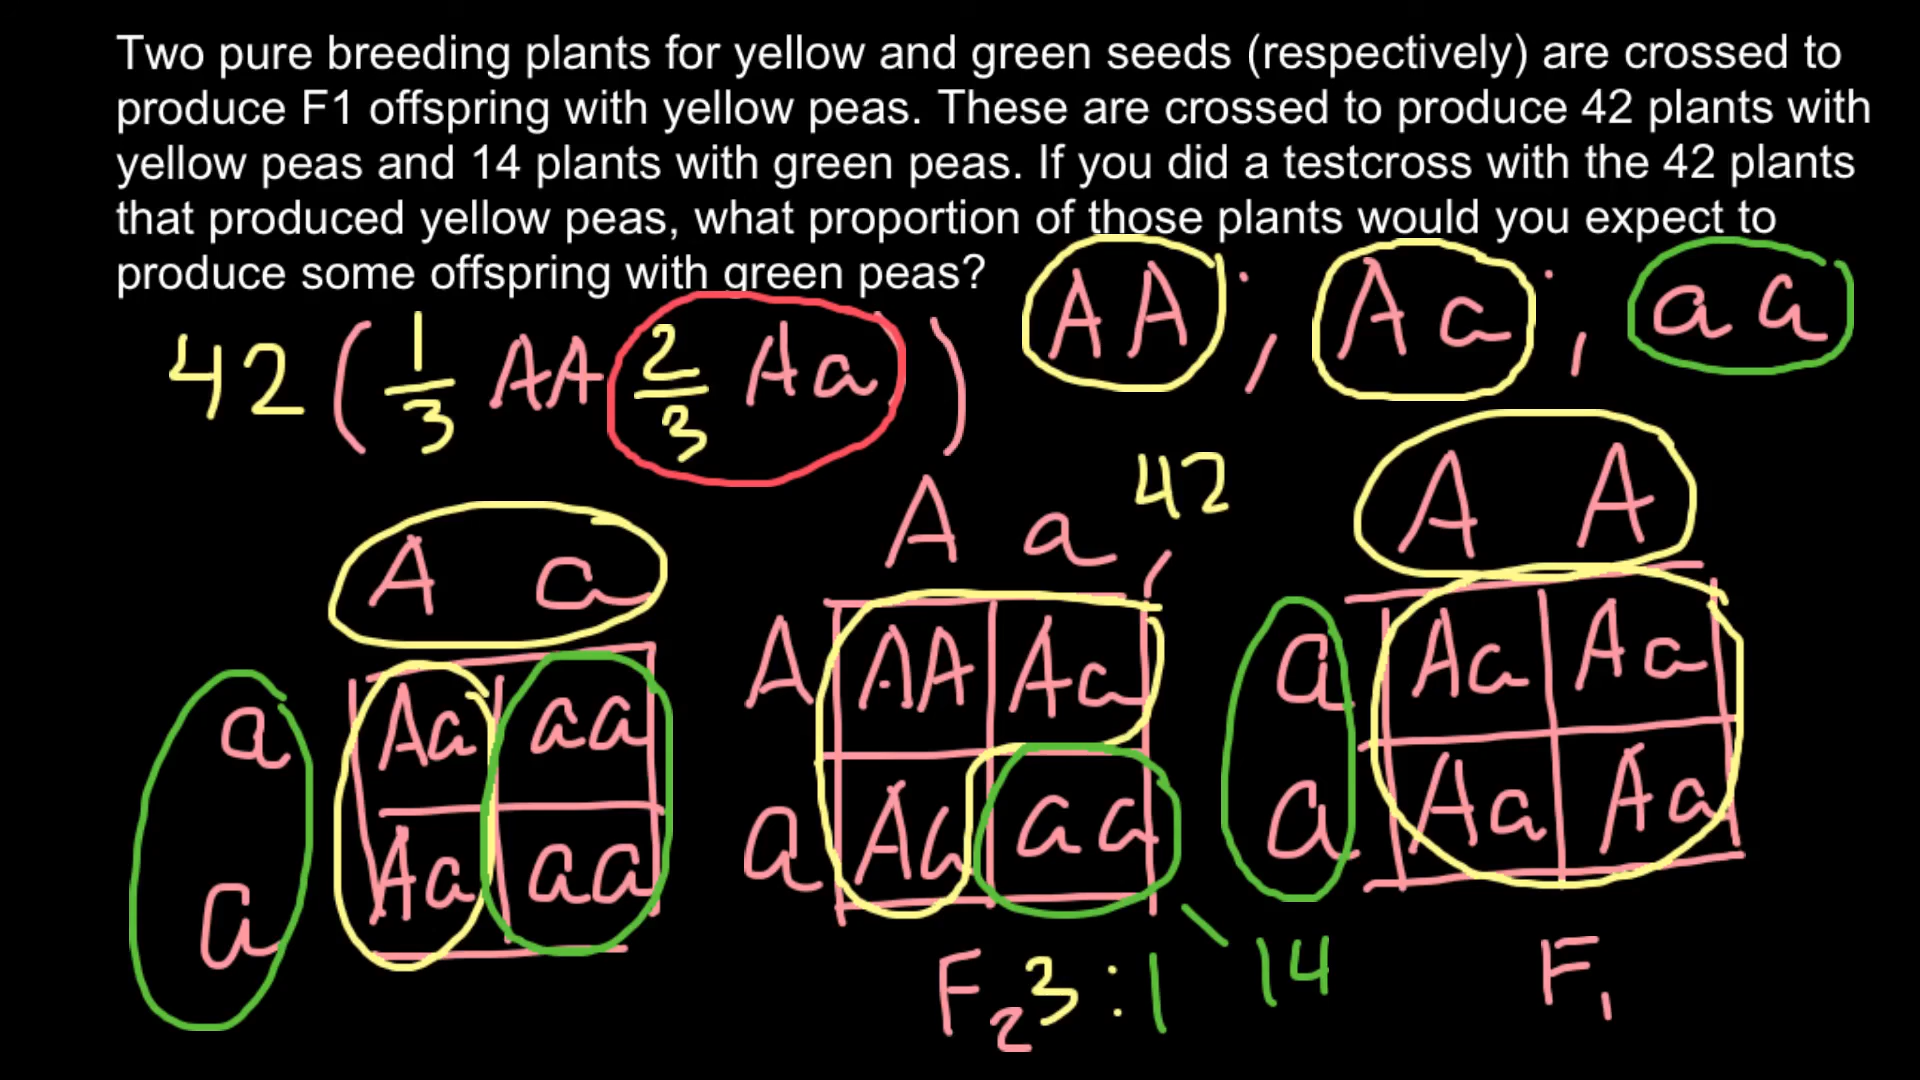 Two pure breeding plants for yellow and green seeds (respectively) are crossed to
produce F1 offspring with yellow peas. These are crossed to produce 42 plants with
yellow peas and 14 plants with green peas. If you did a testcross with the 42 plants
that produced yellow peas, what proportion of those plants would you expect to
produce some offspring with green peas?
AA ; Aa ; aa
42 ( 1/3 AA 2/3 Aa )
A a
a Aa aa
a Aa aa
A a , 42
A AA Aa
a Aa aa
F2 3:1 14
A A
a Aa Aa
a Aa Aa
F1